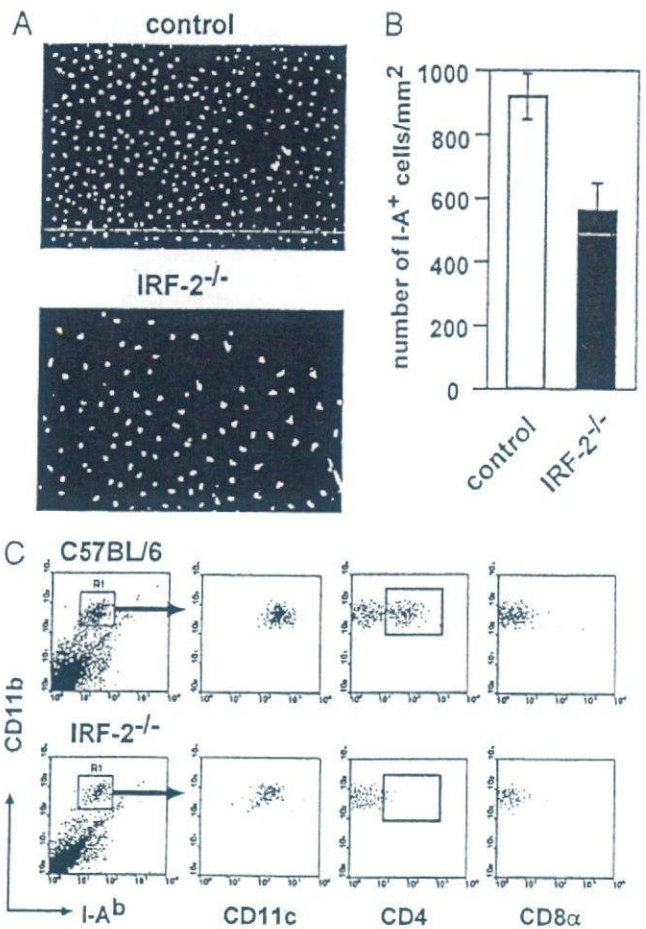 A
control
IRF-2-/-
B
number of I-A+ cells/mm2
1000
800
600
400
200
0
control
IRF-2-/-
C
C57BL/6
R1
IRF-2-/-
R1
CD11b
I-Ab
CD11c
CD4
CD8α